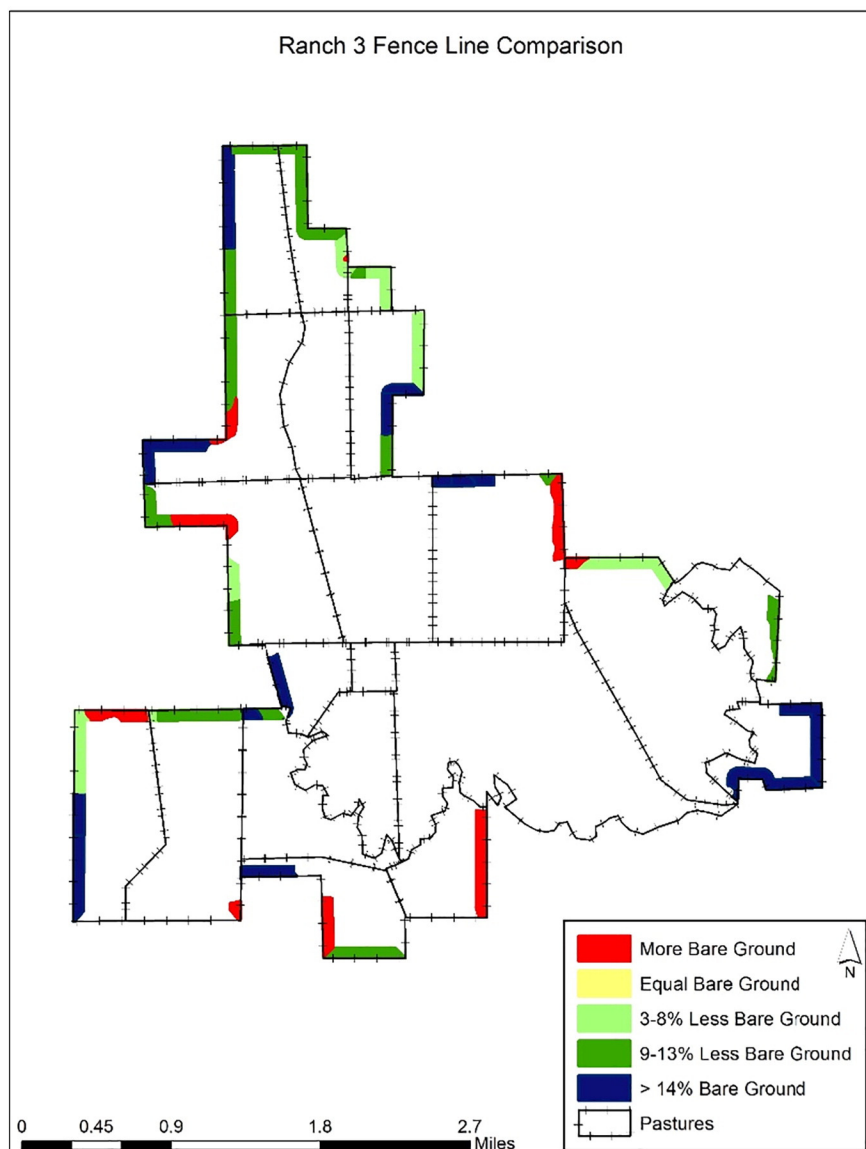 Ranch 3 Fence Line Comparison
More Bare Ground
Equal Bare Ground
3-8% Less Bare Ground
9-13% Less Bare Ground
> 14% Bare Ground
Pastures
N
0 0.45 0.9 1.8 2.7
Miles